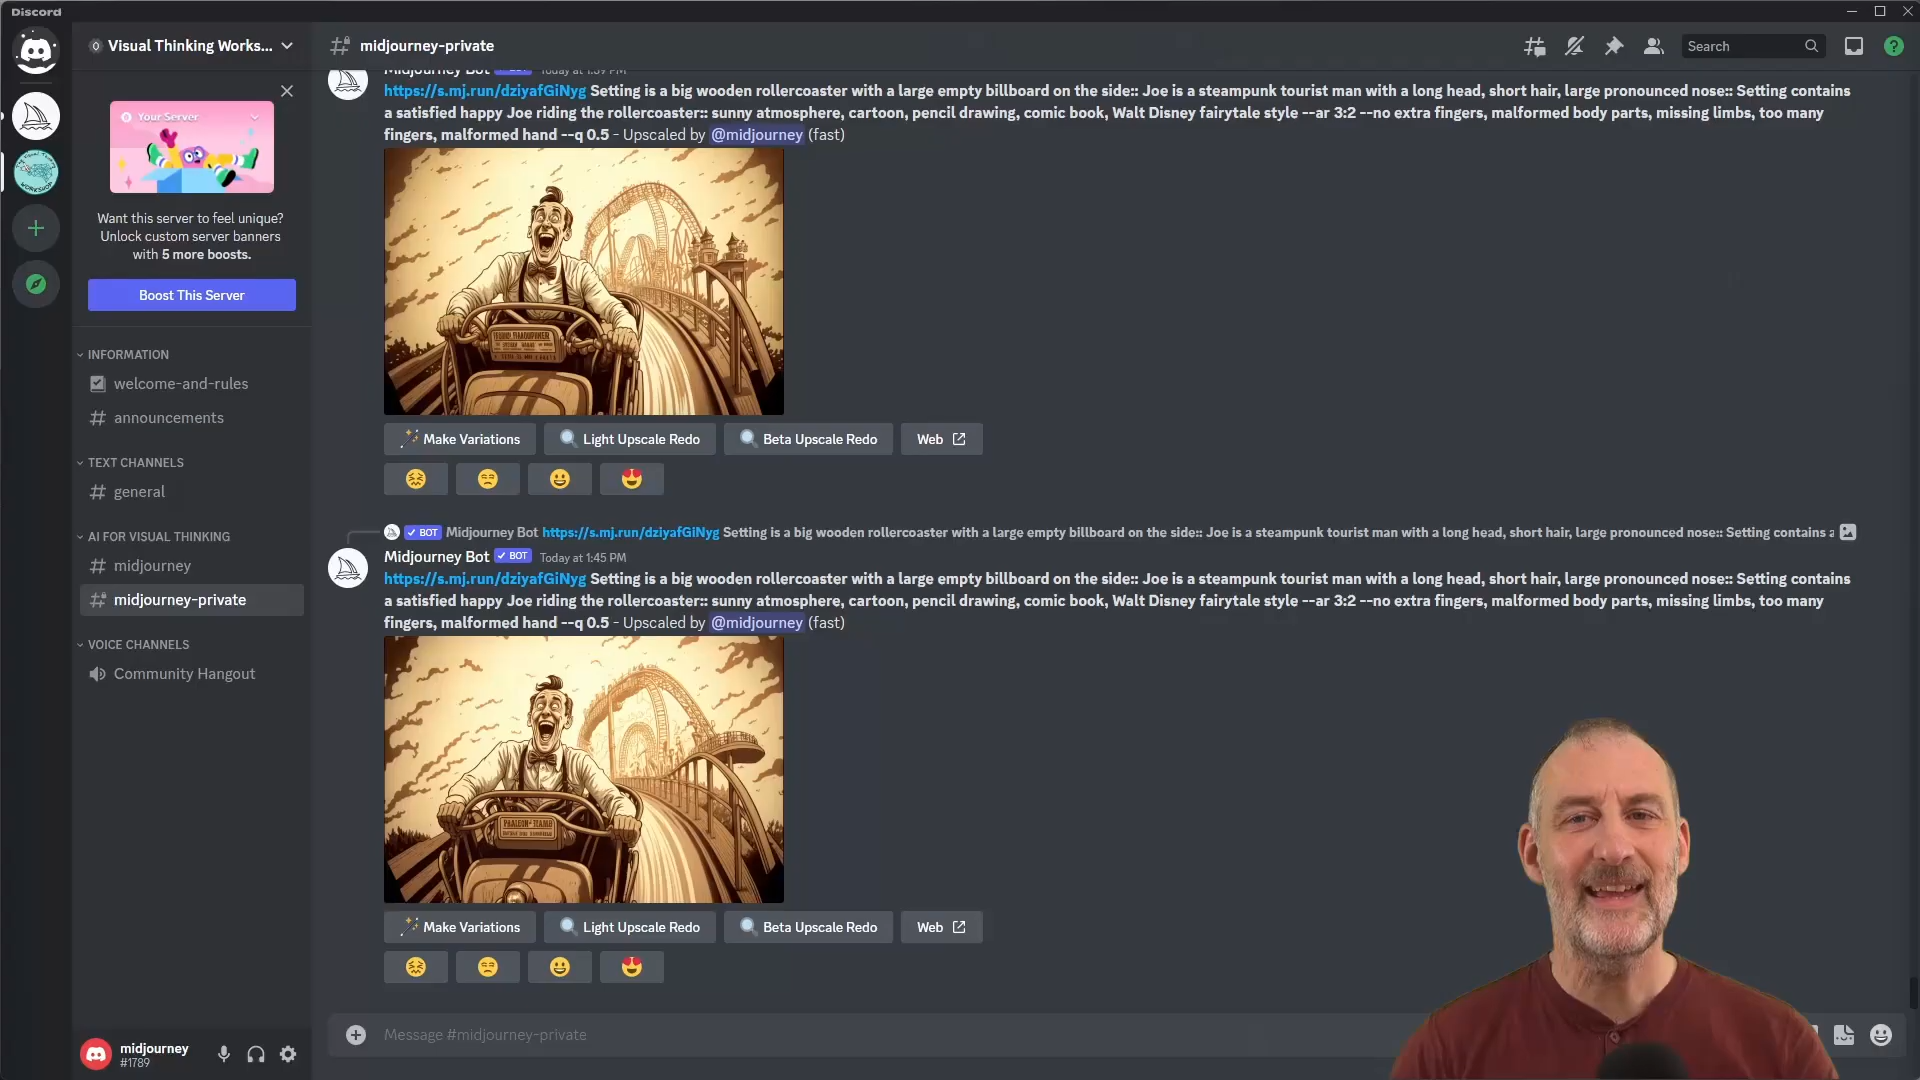 Discord
Visual Thinking Works...
midjourney-private
Search
Your Server
Want this server to feel unique?
Unlock custom server banners
with 5 more boosts.
Boost This Server
INFORMATION
welcome-and-rules
announcements
TEXT CHANNELS
general
AI FOR VISUAL THINKING
midjourney
midjourney-private
VOICE CHANNELS
Community Hangout
midjourney
#1789
Midjourney Bot Today at 1:39 PM
https://s.mj.run/dziyafGiNyg Setting is a big wooden rollercoaster with a large empty billboard on the side:: Joe is a steampunk tourist man with a long head, short hair, large pronounced nose:: Setting contains
a satisfied happy Joe riding the rollercoaster:: sunny atmosphere, cartoon, pencil drawing, comic book, Walt Disney fairytale style --ar 3:2 --no extra fingers, malformed body parts, missing limbs, too many
fingers, malformed hand --q 0.5 - Upscaled by @midjourney (fast)
Make Variations Light Upscale Redo Beta Upscale Redo Web
BOT Midjourney Bot https://s.mj.run/dziyafGiNyg Setting is a big wooden rollercoaster with a large empty billboard on the side:: Joe is a steampunk tourist man with a long head, short hair, large pronounced nose:: Setting contains a
Midjourney Bot BOT Today at 1:45 PM
https://s.mj.run/dziyafGiNyg Setting is a big wooden rollercoaster with a large empty billboard on the side:: Joe is a steampunk tourist man with a long head, short hair, large pronounced nose:: Setting contains
a satisfied happy Joe riding the rollercoaster:: sunny atmosphere, cartoon, pencil drawing, comic book, Walt Disney fairytale style --ar 3:2 --no extra fingers, malformed body parts, missing limbs, too many
fingers, malformed hand --q 0.5 - Upscaled by @midjourney (fast)
Make Variations Light Upscale Redo Beta Upscale Redo Web
Message #midjourney-private